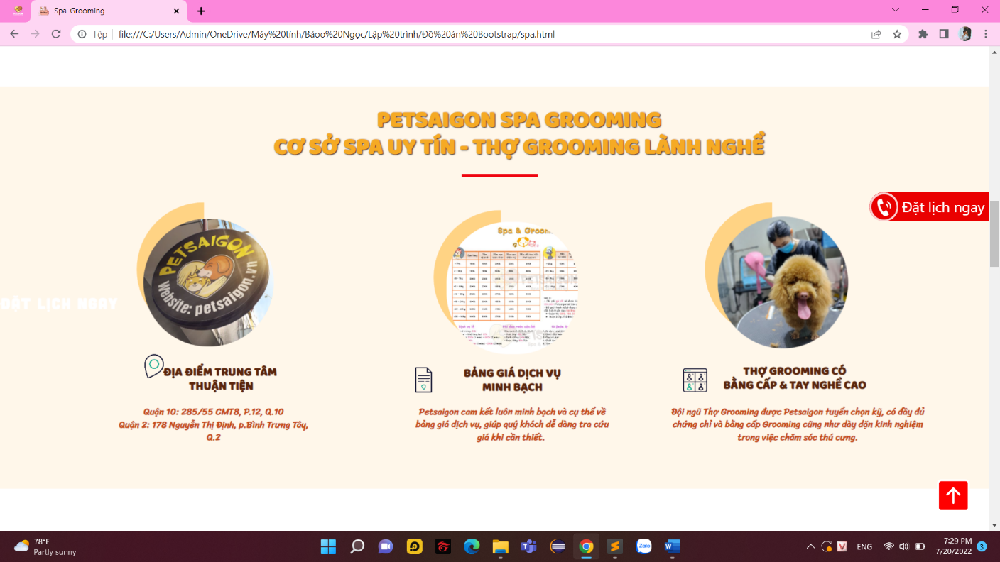 Spa-Grooming
Tệp
file:///C:/Users/Admin/OneDrive/Máy%20tính/Bảoo%20Ngọc/Lập%20trình/Đồ%20án%20Bootstrap/spa.html
PETSAIGON SPA GROOMING
CƠ SỞ SPA UY TÍN - THỢ GROOMING LÀNH NGHỀ
Đặt lịch ngay
PETSAIGON
Website: petsaigon.vn
Spa & Groom
ĐẶT LỊCH NGAY
ĐỊA ĐIỂM TRUNG TÂM
THUẬN TIỆN
Quận 10: 285/55 CMT8, P.12, Q.10
Quận 2: 178 Nguyễn Thị Định, p.Bình Trưng Tây,
Q.2
BẢNG GIÁ DỊCH VỤ
MINH BẠCH
Petsaigon cam kết luôn minh bạch và cụ thể về
bảng giá dịch vụ, giúp quý khách dễ dàng tra cứu
giá khi cần thiết.
THỢ GROOMING CÓ
BẰNG CẤP & TAY NGHỀ CAO
Đội ngũ Thợ Grooming được Petsaigon tuyển chọn kỹ, có đầy đủ
chứng chỉ và bằng cấp Grooming cũng như dày dặn kinh nghiệm
trong việc chăm sóc thú cưng.
78°F
Partly sunny
Zalo
ENG
7:29 PM
7/20/2022
3